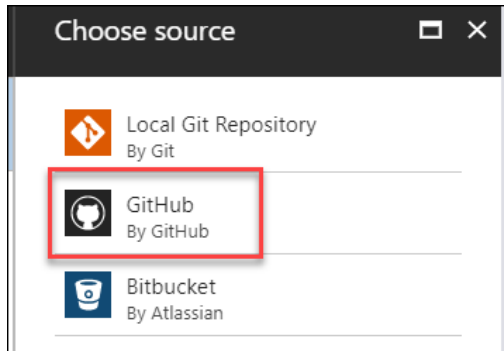 Choose source
Local Git Repository
By Git
GitHub
By GitHub
Bitbucket
By Atlassian